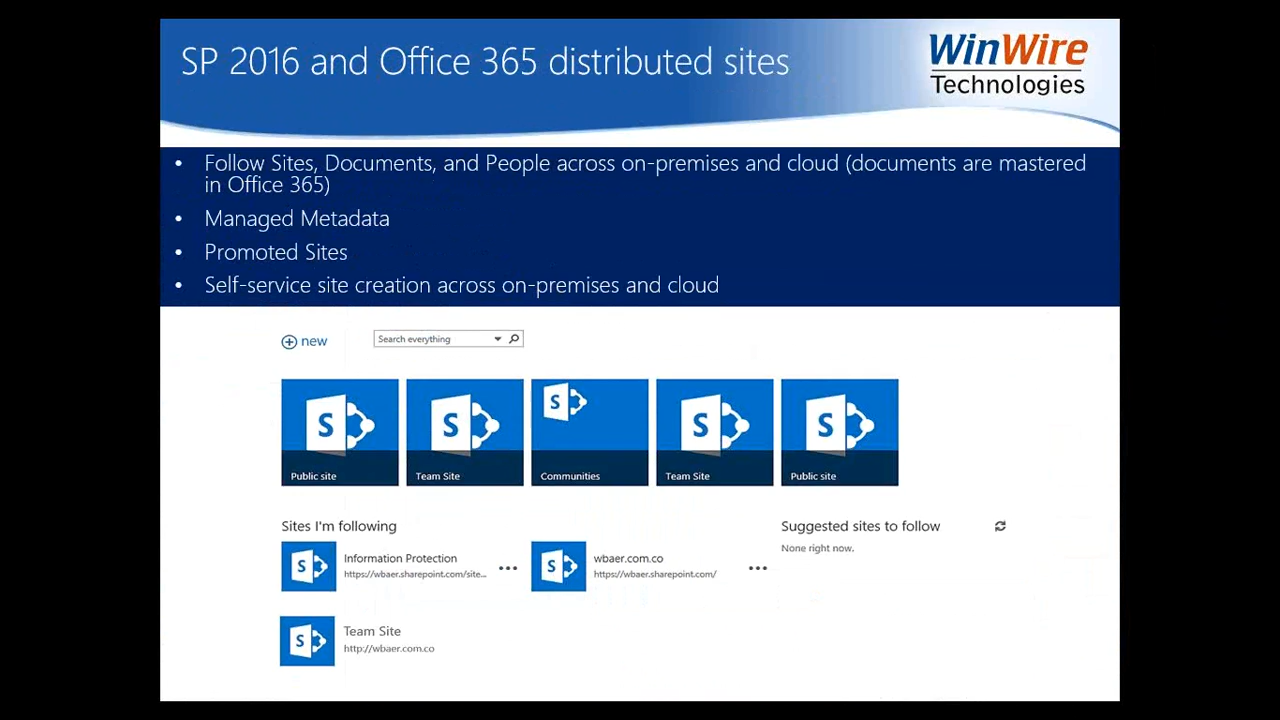 SP 2016 and Office 365 distributed sites
WinWire
Technologies
• Follow Sites, Documents, and People across on-premises and cloud (documents are mastered
in Office 365)
• Managed Metadata
• Promoted Sites
• Self-service site creation across on-premises and cloud
new
Search everything
S
S
S
S
S
Public site
Team Site
Communities
Team Site
Public site
Sites I'm following
Suggested sites to follow
S
Information Protection
https://wbaer.sharepoint.com/site...
S
wbaer.com.co
https://wbaer.sharepoint.com/
None right now.
S
Team Site
http://wbaer.com.co